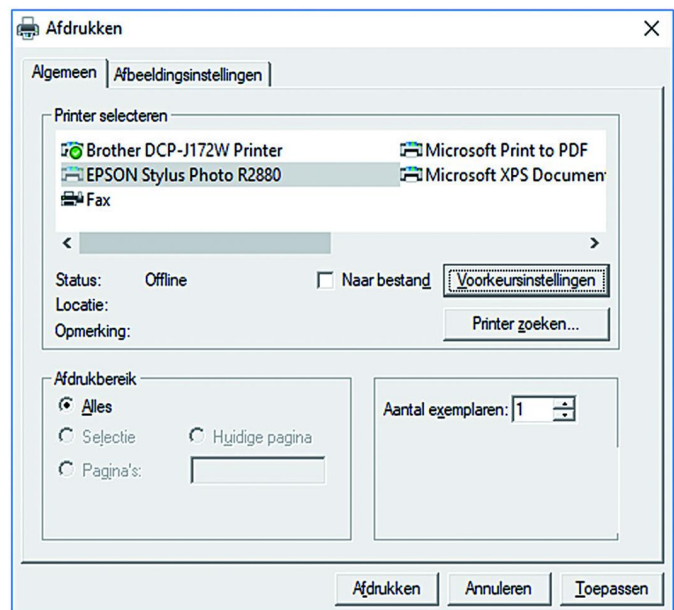 Afdrukken
Algemeen Afbeeldingsinstellingen
Printer selecteren
Brother DCP-J172W Printer Microsoft Print to PDF
EPSON Stylus Photo R2880 Microsoft XPS Documen
Fax
Status: Offline Naar bestand Voorkeursinstellingen
Locatie:
Opmerking: Printer zoeken...
Afdrukbereik
Alles Aantal exemplaren: 1
Selectie Huidige pagina
Pagina's:
Afdrukken Annuleren Toepassen